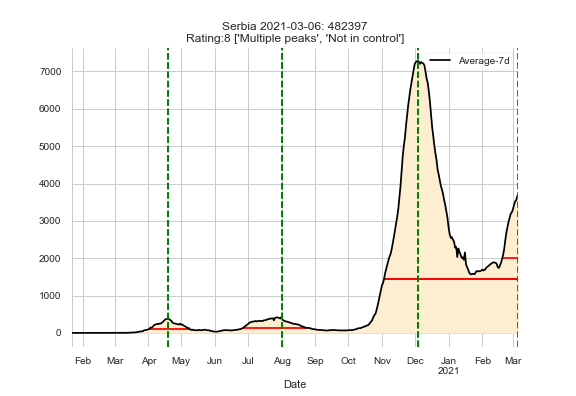 Serbia 2021-03-06: 482397
Rating:8 ['Multiple peaks', 'Not in control']
Average-7d
7000
6000
5000
4000
3000
2000
1000
0
Feb Mar Apr May Jun Jul Aug Sep Oct Nov Dec Jan Feb Mar
2021
Date